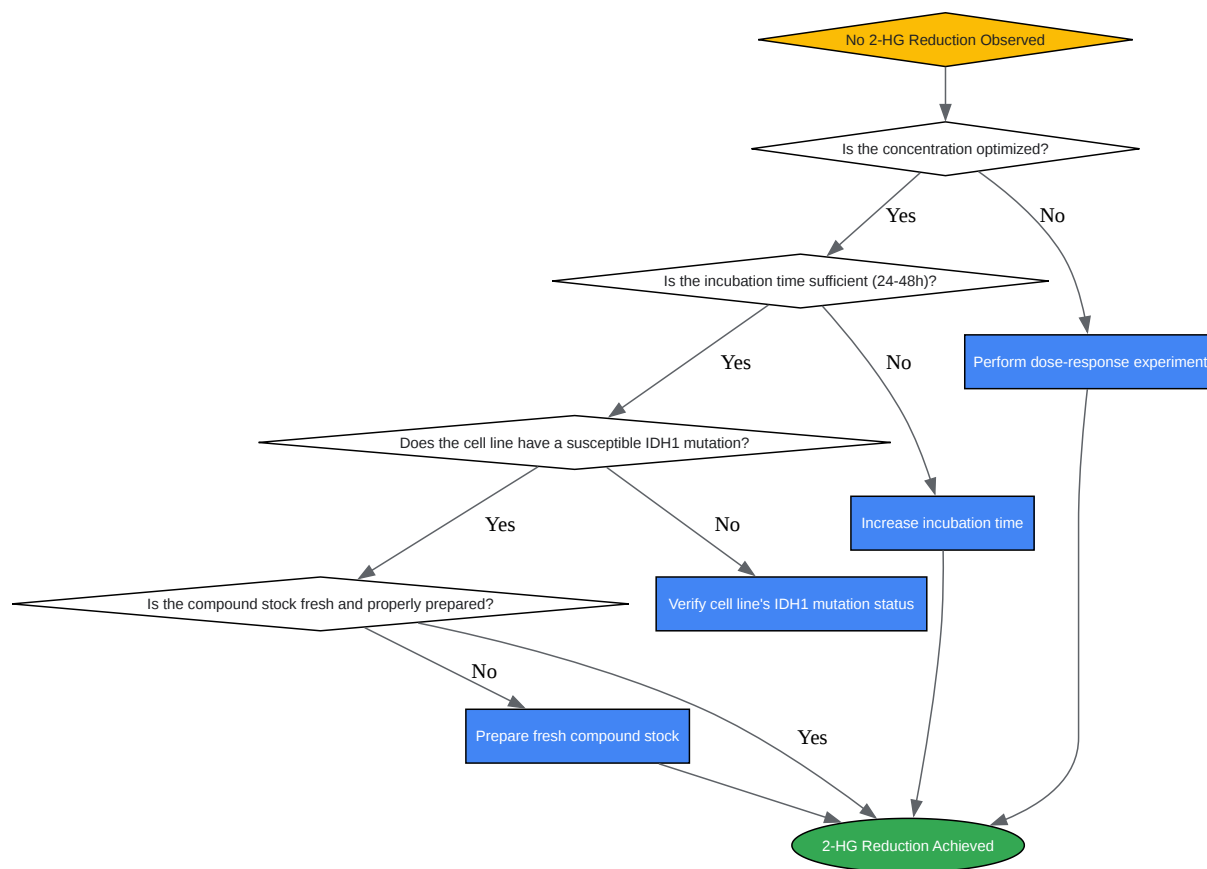 No 2-HG Reduction Observed
Is the concentration optimized?
Yes
No
Is the incubation time sufficient (24-48h)?
Perform dose-response experiment
Yes
No
Does the cell line have a susceptible IDH1 mutation?
Increase incubation time
Yes
No
Is the compound stock fresh and properly prepared?
Verify cell line's IDH1 mutation status
No
Prepare fresh compound stock
Yes
2-HG Reduction Achieved